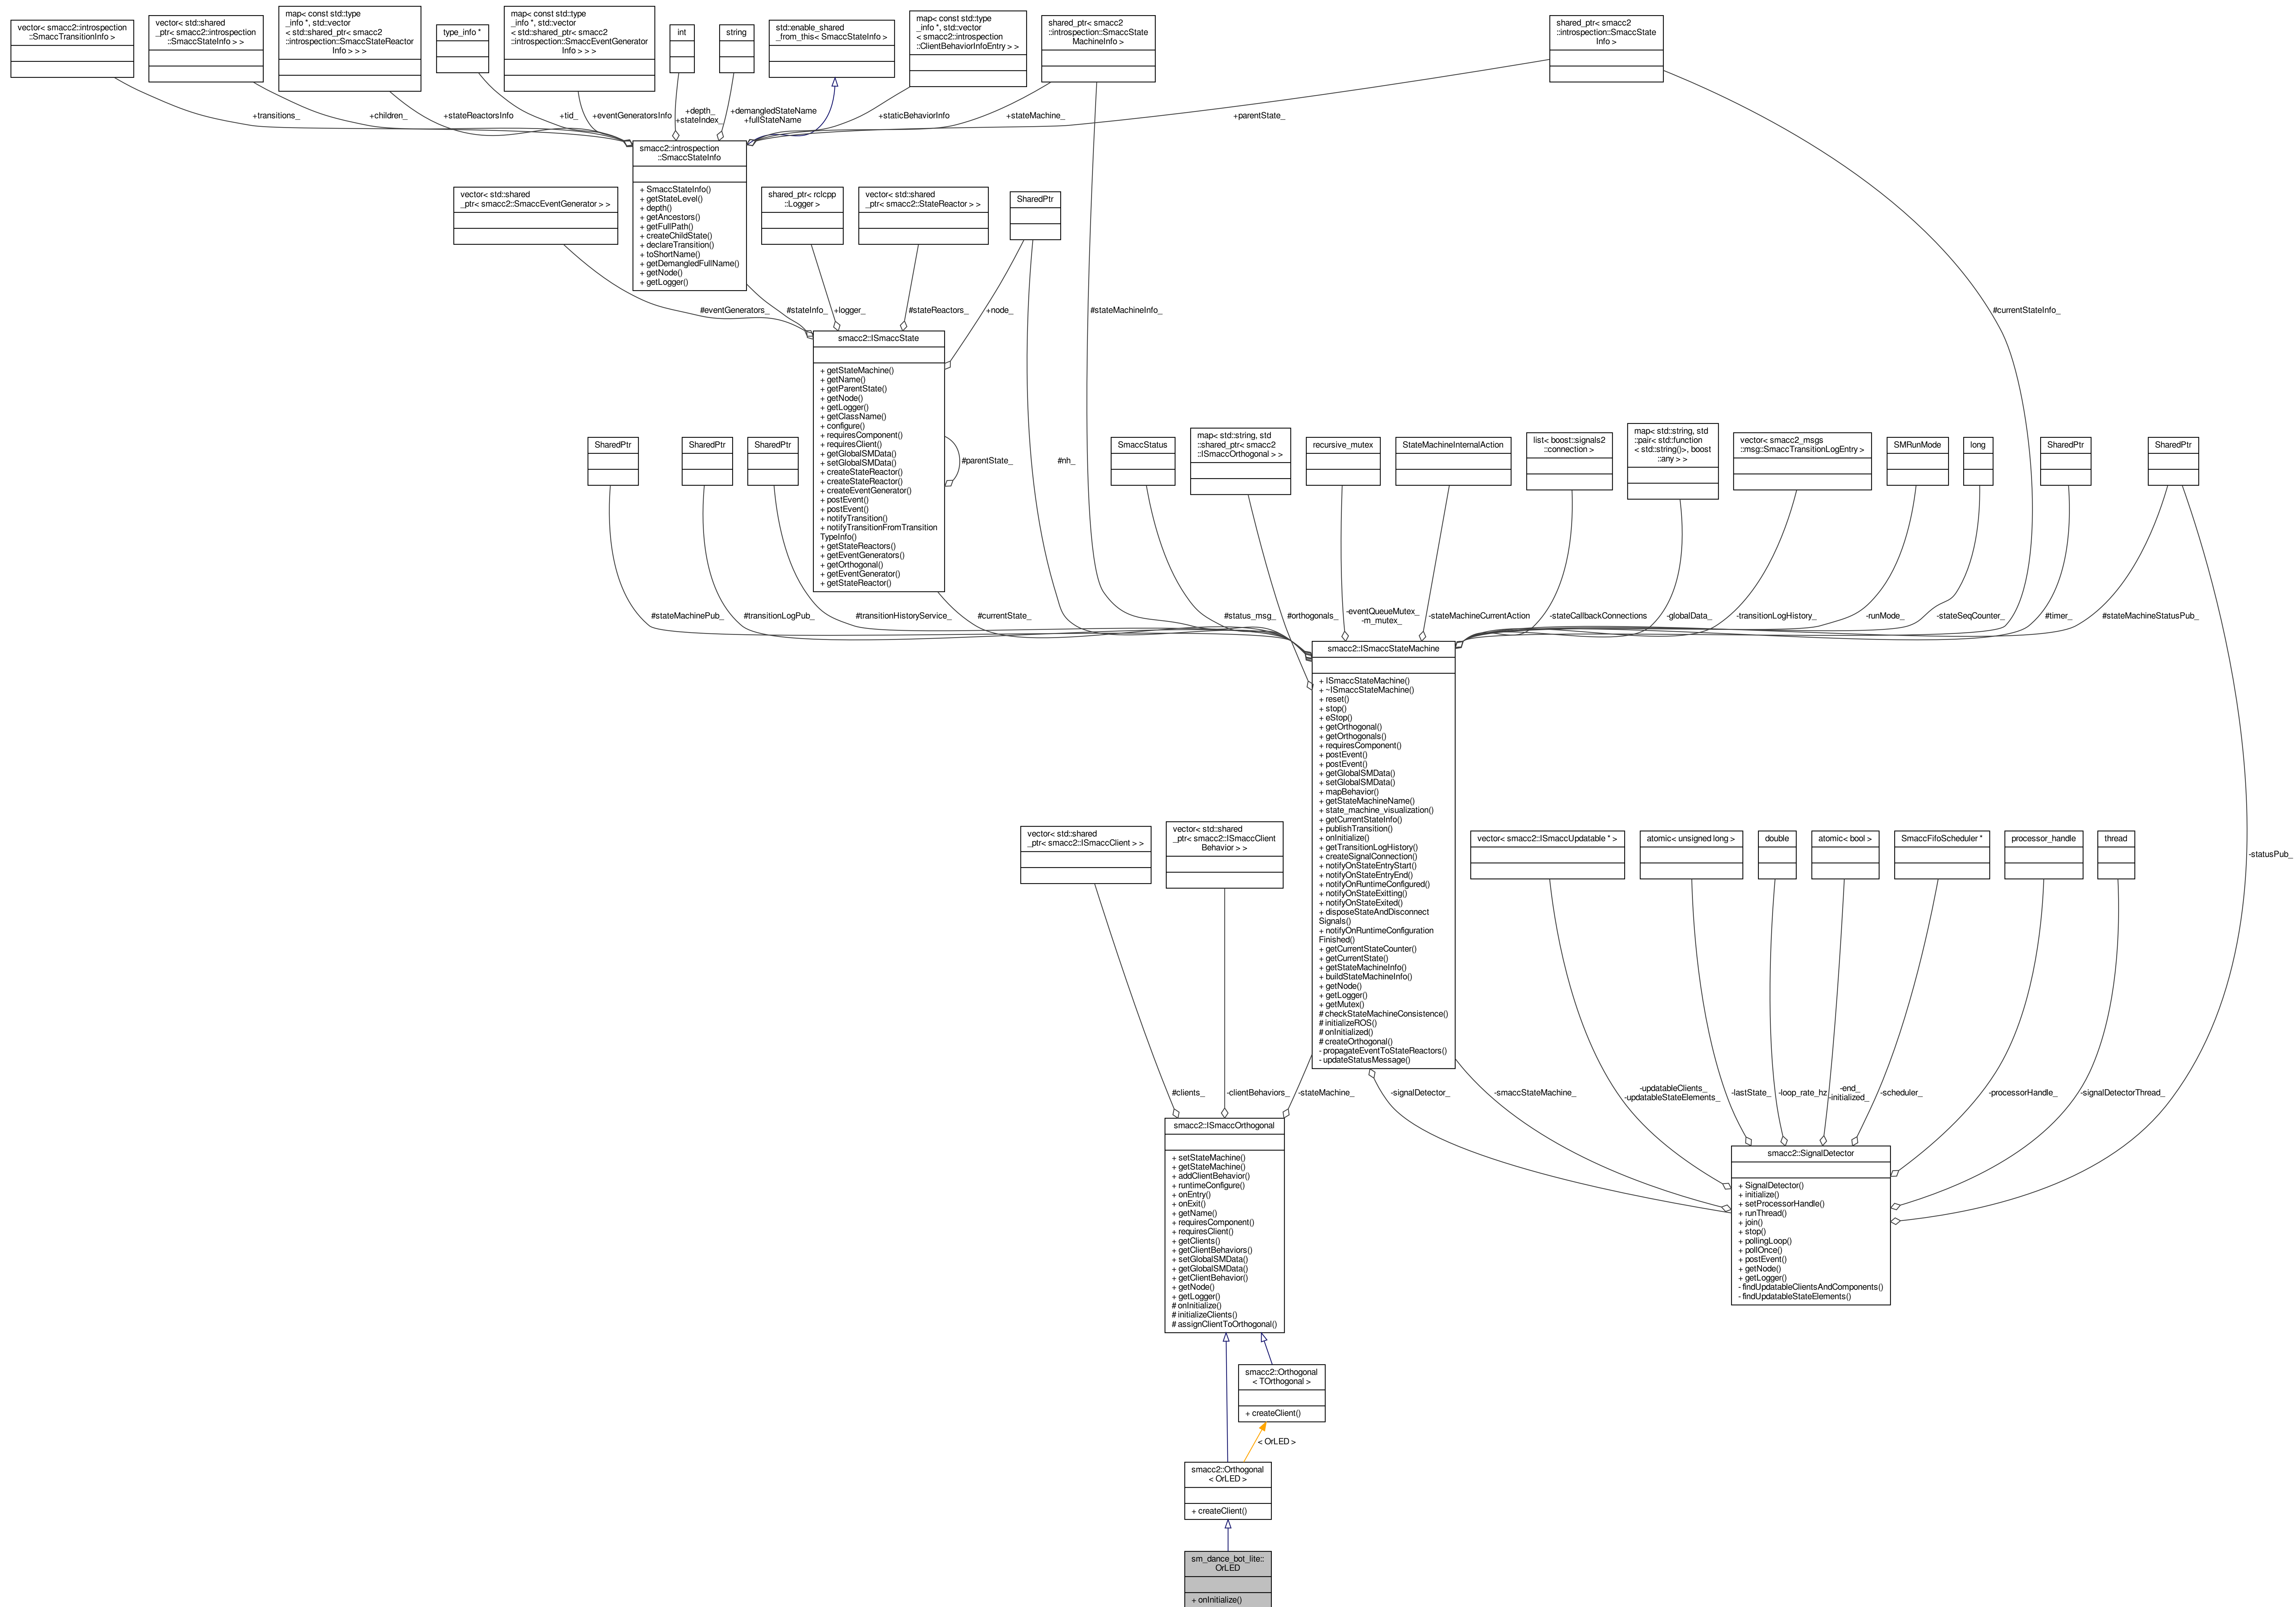 vector< smacc2::introspection
::SmaccTransitionInfo >
vector< std::shared
_ptr< smacc2::introspection
::SmaccStateInfo > >
map< const std::type
_info *, std::vector
< std::shared_ptr< smacc2
::introspection::SmaccStateReactor
Info > > >
type_info *
map< const std::type
_info *, std::vector
< std::shared_ptr< smacc2
::introspection::SmaccEventGenerator
Info > > >
int
string
std::enable_shared
_from_this< SmaccStateInfo >
map< const std::type
_info *, std::vector
< smacc2::introspection
::ClientBehaviorInfoEntry > >
shared_ptr< smacc2
::introspection::SmaccState
MachineInfo >
shared_ptr< smacc2
::introspection::SmaccState
Info >
+transitions_
+children_
+stateReactorsInfo
+tid_
+eventGeneratorsInfo
+depth_
+stateIndex_
+demangledStateName
+fullStateName
+staticBehaviorInfo
+stateMachine_
+parentState_
smacc2::introspection
::SmaccStateInfo
+ SmaccStateInfo()
+ getStateLevel()
+ depth()
+ getAncestors()
+ getFullPath()
+ createChildState()
+ declareTransition()
+ toShortName()
+ getDemangledFullName()
+ getNode()
+ getLogger()
vector< std::shared
_ptr< smacc2::SmaccEventGenerator > >
shared_ptr< rclcpp
::Logger >
vector< std::shared
_ptr< smacc2::StateReactor > >
SharedPtr
#eventGenerators_
#stateInfo_
+logger_
#stateReactors_
+node_
#stateMachineInfo_
#currentStateInfo_
smacc2::ISmaccState
+ getStateMachine()
+ getName()
+ getParentState()
+ getNode()
+ getLogger()
+ getClassName()
+ configure()
+ requiresComponent()
+ requiresClient()
+ getGlobalSMData()
+ setGlobalSMData()
+ createStateReactor()
+ createStateReactor()
+ createEventGenerator()
+ postEvent()
+ postEvent()
+ notifyTransition()
+ notifyTransitionFromTransition
TypeInfo()
+ getStateReactors()
+ getEventGenerators()
+ getOrthogonal()
+ getEventGenerator()
+ getStateReactor()
#parentState_
#nh_
SharedPtr
SharedPtr
SharedPtr
SmaccStatus
map< std::string, std
::shared_ptr< smacc2
::ISmaccOrthogonal > >
recursive_mutex
StateMachineInternalAction
list< boost::signals2
::connection >
map< std::string, std
::pair< std::function
< std::string()>, boost
::any > >
vector< smacc2_msgs
::msg::SmaccTransitionLogEntry >
SMRunMode
long
SharedPtr
SharedPtr
#stateMachinePub_
#transitionLogPub_
#transitionHistoryService_
#currentState_
#status_msg_
#orthogonals_
-eventQueueMutex_
-m_mutex_
-stateMachineCurrentAction
-stateCallbackConnections
-globalData_
-transitionLogHistory_
-runMode_
-stateSeqCounter_
#timer_
#stateMachineStatusPub_
smacc2::ISmaccStateMachine
+ ISmaccStateMachine()
+ ~ISmaccStateMachine()
+ reset()
+ stop()
+ eStop()
+ getOrthogonal()
+ getOrthogonals()
+ requiresComponent()
+ postEvent()
+ postEvent()
+ getGlobalSMData()
+ setGlobalSMData()
+ mapBehavior()
+ getStateMachineName()
+ state_machine_visualization()
+ getCurrentStateInfo()
+ publishTransition()
+ onInitialize()
+ getTransitionLogHistory()
+ createSignalConnection()
+ notifyOnStateEntryStart()
+ notifyOnStateEntryEnd()
+ notifyOnRuntimeConfigured()
+ notifyOnStateExitting()
+ notifyOnStateExited()
+ disposeStateAndDisconnect
Signals()
+ notifyOnRuntimeConfiguration
Finished()
+ getCurrentStateCounter()
+ getCurrentState()
+ getStateMachineInfo()
+ buildStateMachineInfo()
+ getNode()
+ getLogger()
+ getMutex()
# checkStateMachineConsistence()
# initializeROS()
# onInitialized()
# createOrthogonal()
- propagateEventToStateReactors()
- updateStatusMessage()
vector< std::shared
_ptr< smacc2::ISmaccClient > >
vector< std::shared
_ptr< smacc2::ISmaccClient
Behavior > >
vector< smacc2::ISmaccUpdatable * >
atomic< unsigned long >
double
atomic< bool >
SmaccFifoScheduler *
processor_handle
thread
-statusPub_
#clients_
-clientBehaviors_
-stateMachine_
-signalDetector_
-smaccStateMachine_
-updatableClients_
-updatableStateElements_
-lastState_
-loop_rate_hz
-end_
-initialized_
-scheduler_
-processorHandle_
-signalDetectorThread_
smacc2::ISmaccOrthogonal
+ setStateMachine()
+ getStateMachine()
+ addClientBehavior()
+ runtimeConfigure()
+ onEntry()
+ onExit()
+ getName()
+ requiresComponent()
+ requiresClient()
+ getClients()
+ getClientBehaviors()
+ setGlobalSMData()
+ getGlobalSMData()
+ getClientBehavior()
+ getNode()
+ getLogger()
# onInitialize()
# initializeClients()
# assignClientToOrthogonal()
smacc2::SignalDetector
+ SignalDetector()
+ initialize()
+ setProcessorHandle()
+ runThread()
+ join()
+ stop()
+ pollingLoop()
+ pollOnce()
+ postEvent()
+ getNode()
+ getLogger()
- findUpdatableClientsAndComponents()
- findUpdatableStateElements()
smacc2::Orthogonal
< TOrthogonal >
+ createClient()
< OrLED >
smacc2::Orthogonal
< OrLED >
+ createClient()
sm_dance_bot_lite::
OrLED
+ onInitialize()